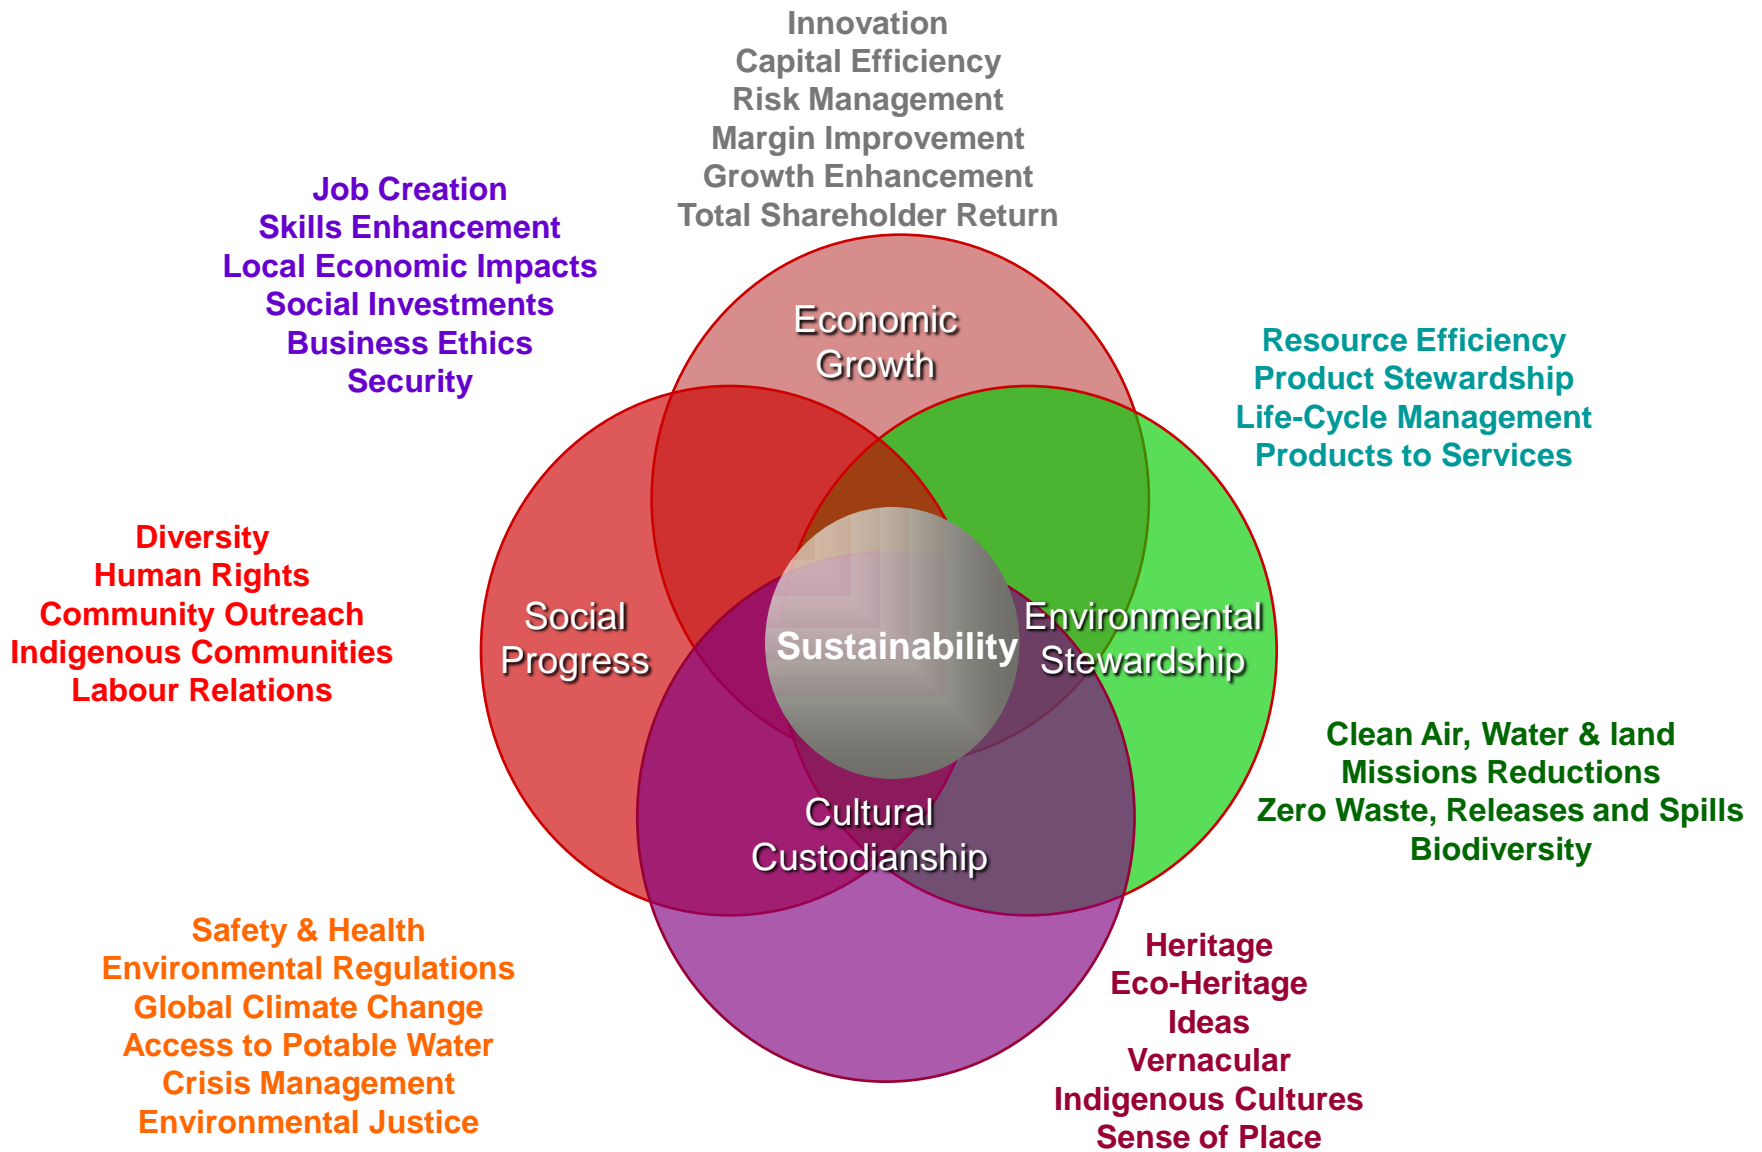 Innovation
Capital Efficiency
Risk Management
Margin Improvement
Growth Enhancement
Total Shareholder Return
Job Creation
Skills Enhancement
Local Economic Impacts
Social Investments
Business Ethics
Security
Economic
Growth
Resource Efficiency
Product Stewardship
Life-Cycle Management
Products to Services
Diversity
Human Rights
Community Outreach
Indigenous Communities
Labour Relations
Social
Progress
Sustainability
Environmental
Stewardship
Clean Air, Water & land
Missions Reductions
Zero Waste, Releases and Spills
Biodiversity
Cultural
Custodianship
Safety & Health
Environmental Regulations
Global Climate Change
Access to Potable Water
Crisis Management
Environmental Justice
Heritage
Eco-Heritage
Ideas
Vernacular
Indigenous Cultures
Sense of Place